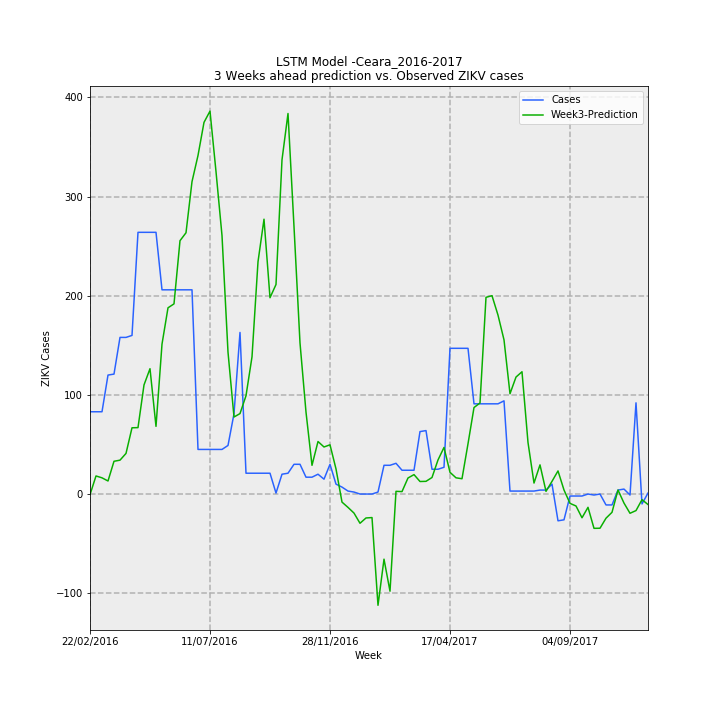 LSTM Model -Ceara_2016-2017
3 Weeks ahead prediction vs. Observed ZIKV cases
Cases
Week3-Prediction
ZIKV Cases
400
300
200
100
0
−100
22/02/2016
11/07/2016
28/11/2016
17/04/2017
04/09/2017
Week